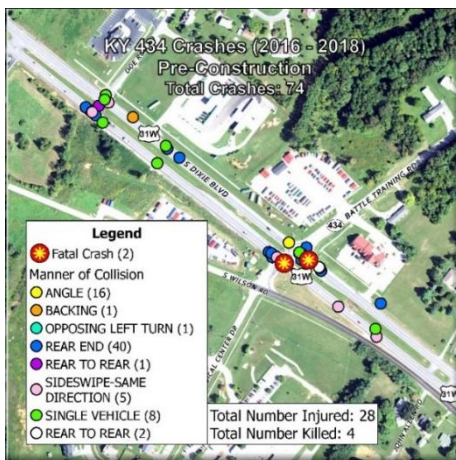 KY 434 Crashes (2016 - 2018)
Pre-Construction
Total Crashes: 74
31W
S DIXIE BLVD
434
BATTLE TRAINING RD
31W
S WILSON RD
31W
Legend
Fatal Crash (2)
Manner of Collision
ANGLE (16)
BACKING (1)
OPPOSING LEFT TURN (1)
REAR END (40)
REAR TO REAR (1)
SIDESWIPE-SAME
DIRECTION (5)
SINGLE VEHICLE (8)
REAR TO REAR (2)
Total Number Injured: 28
Total Number Killed: 4